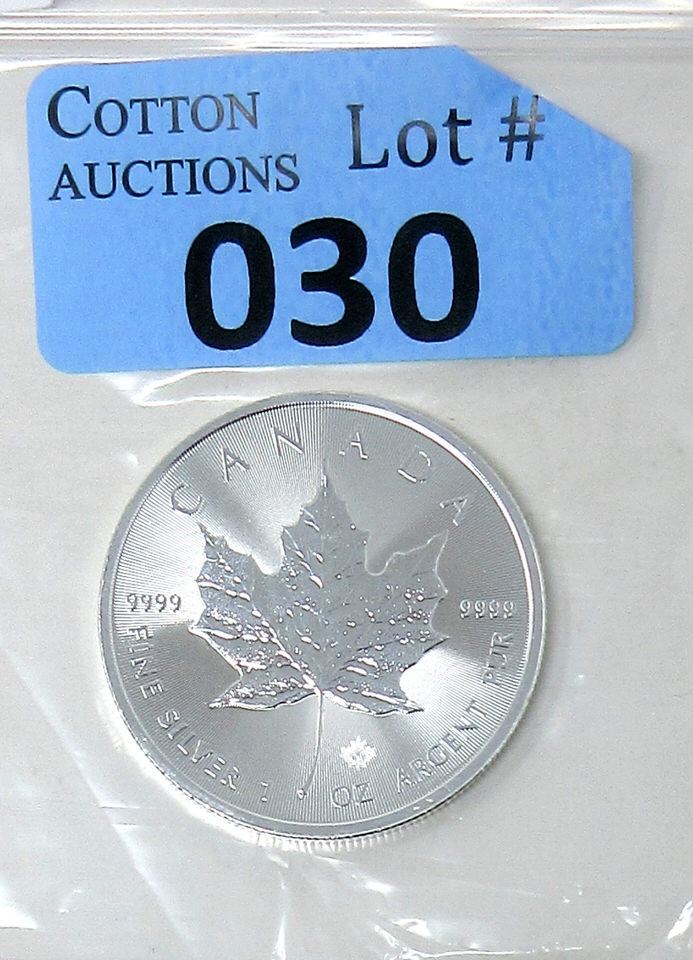 COTTON
AUCTIONS
Lot #
030
CANADA
9999
9999
FINE SILVER 1 OZ ARGENT PUR